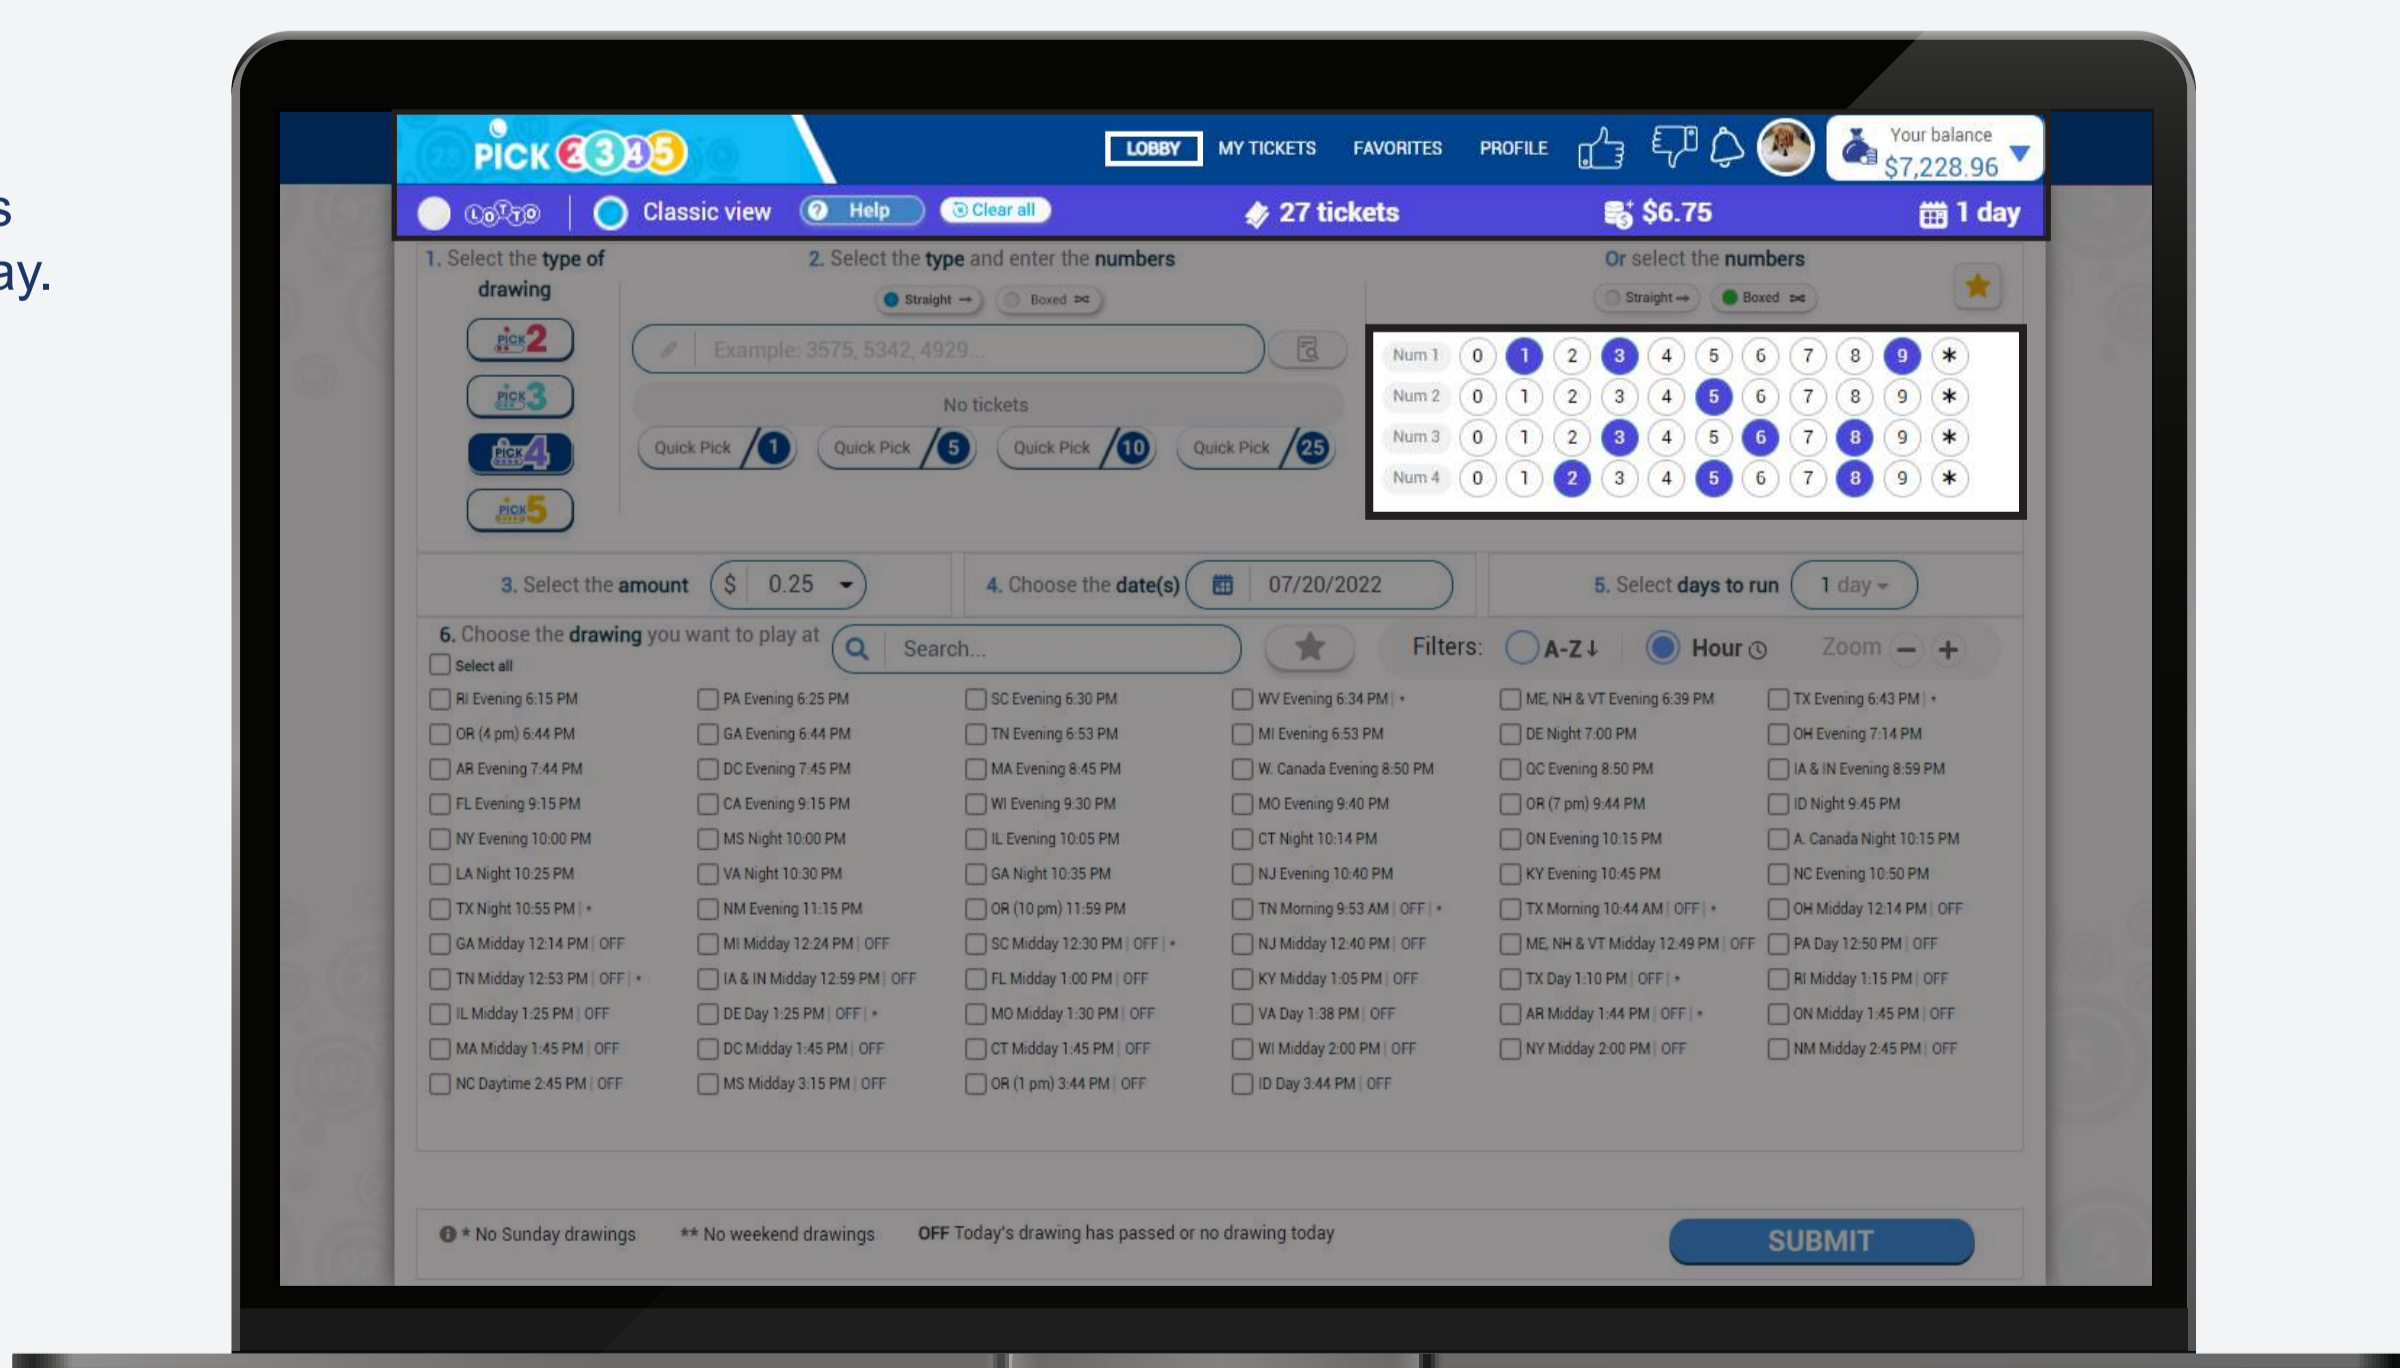 s
ay.
PICK 2345
LOBBY MY TICKETS FAVORITES PROFILE
Your balance
$7,228.96
LOTTO Classic view ? Help Clear all 27 tickets $6.75 1 day
1. Select the type of drawing
2. Select the type and enter the numbers
Or select the numbers
Straight → Boxed
Straight → Boxed
PICK 2
PICK 3
PICK 4
PICK 5
Example: 3575, 5342, 4929...
No tickets
Quick Pick /1 Quick Pick /5 Quick Pick /10 Quick Pick /25
Num 1 0 1 2 3 4 5 6 7 8 9 *
Num 2 0 1 2 3 4 5 6 7 8 9 *
Num 3 0 1 2 3 4 5 6 7 8 9 *
Num 4 0 1 2 3 4 5 6 7 8 9 *
3. Select the amount $ 0.25 4. Choose the date(s) 07/20/2022 5. Select days to run 1 day
6. Choose the drawing you want to play at Search... Filters: A-Z↓ Hour Zoom − +
Select all
RI Evening 6:15 PM PA Evening 6:25 PM SC Evening 6:30 PM WV Evening 6:34 PM | * ME, NH & VT Evening 6:39 PM TX Evening 6:43 PM | *
OR (4 pm) 6:44 PM GA Evening 6:44 PM TN Evening 6:53 PM MI Evening 6:53 PM DE Night 7:00 PM OH Evening 7:14 PM
AR Evening 7:44 PM DC Evening 7:45 PM MA Evening 8:45 PM W. Canada Evening 8:50 PM QC Evening 8:50 PM IA & IN Evening 8:59 PM
FL Evening 9:15 PM CA Evening 9:15 PM WI Evening 9:30 PM MO Evening 9:40 PM OR (7 pm) 9:44 PM ID Night 9:45 PM
NY Evening 10:00 PM MS Night 10:00 PM IL Evening 10:05 PM CT Night 10:14 PM ON Evening 10:15 PM A. Canada Night 10:15 PM
LA Night 10:25 PM VA Night 10:30 PM GA Night 10:35 PM NJ Evening 10:40 PM KY Evening 10:45 PM NC Evening 10:50 PM
TX Night 10:55 PM | * NM Evening 11:15 PM OR (10 pm) 11:59 PM TN Morning 9:53 AM | OFF | * TX Morning 10:44 AM | OFF | * OH Midday 12:14 PM | OFF
GA Midday 12:14 PM | OFF MI Midday 12:24 PM | OFF SC Midday 12:30 PM | OFF | * NJ Midday 12:40 PM | OFF ME, NH & VT Midday 12:49 PM | OFF PA Day 12:50 PM | OFF
TN Midday 12:53 PM | OFF | * IA & IN Midday 12:59 PM | OFF FL Midday 1:00 PM | OFF KY Midday 1:05 PM | OFF TX Day 1:10 PM | OFF | * RI Midday 1:15 PM | OFF
IL Midday 1:25 PM | OFF DE Day 1:25 PM | OFF | * MO Midday 1:30 PM | OFF VA Day 1:38 PM | OFF AR Midday 1:44 PM | OFF | * ON Midday 1:45 PM | OFF
MA Midday 1:45 PM | OFF DC Midday 1:45 PM | OFF CT Midday 1:45 PM | OFF WI Midday 2:00 PM | OFF NY Midday 2:00 PM | OFF NM Midday 2:45 PM | OFF
NC Daytime 2:45 PM | OFF MS Midday 3:15 PM | OFF OR (1 pm) 3:44 PM | OFF ID Day 3:44 PM | OFF
* No Sunday drawings ** No weekend drawings OFF Today's drawing has passed or no drawing today SUBMIT